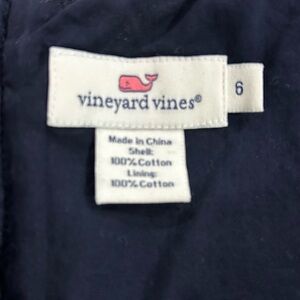 vineyard vines®
6
Made in China
Shell:
100% Cotton
Lining:
100% Cotton